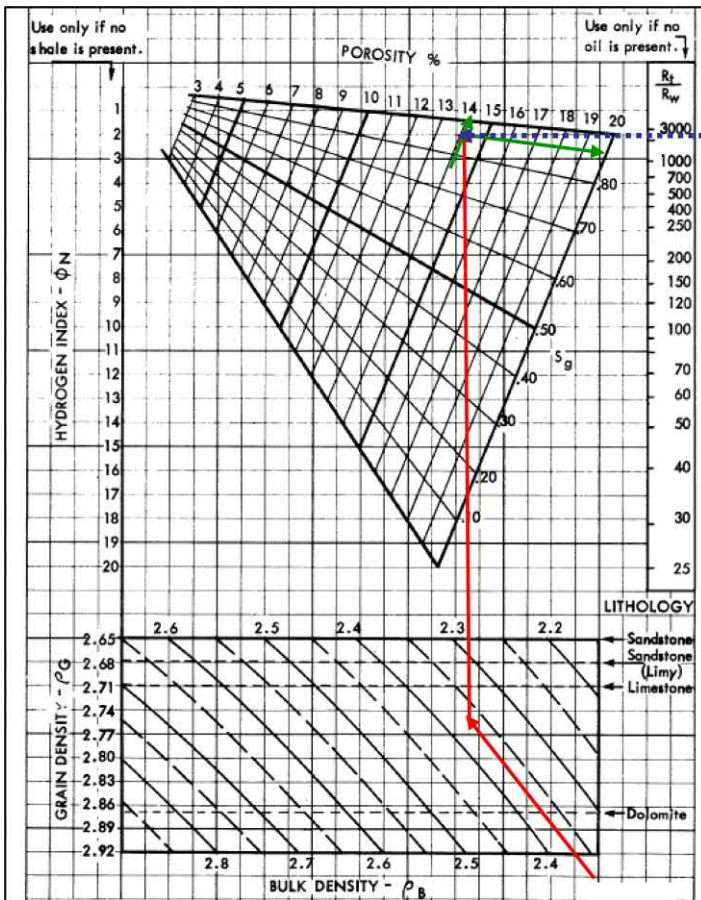 Use only if no
shale is present.
Use only if no
oil is present.
POROSITY %
Rt
Rw
3 4 5 6 7 8 9 10 11 12 13 14 15 16 17 18 19 20
HYDROGEN INDEX - ϕN
1
2
3
4
5
6
7
8
9
10
11
12
13
14
15
16
17
18
19
20
3000
1000
700
500
400
250
200
150
120
100
70
60
50
40
30
25
.80
.70
.60
.50
Sg
.40
.30
.20
.10
LITHOLOGY
2.6 2.5 2.4 2.3 2.2
Sandstone
Sandstone
(Limy)
Limestone
Dolomite
GRAIN DENSITY - ρG
2.65
2.68
2.71
2.74
2.77
2.80
2.83
2.86
2.89
2.92
2.8 2.7 2.6 2.5 2.4
BULK DENSITY - ρB